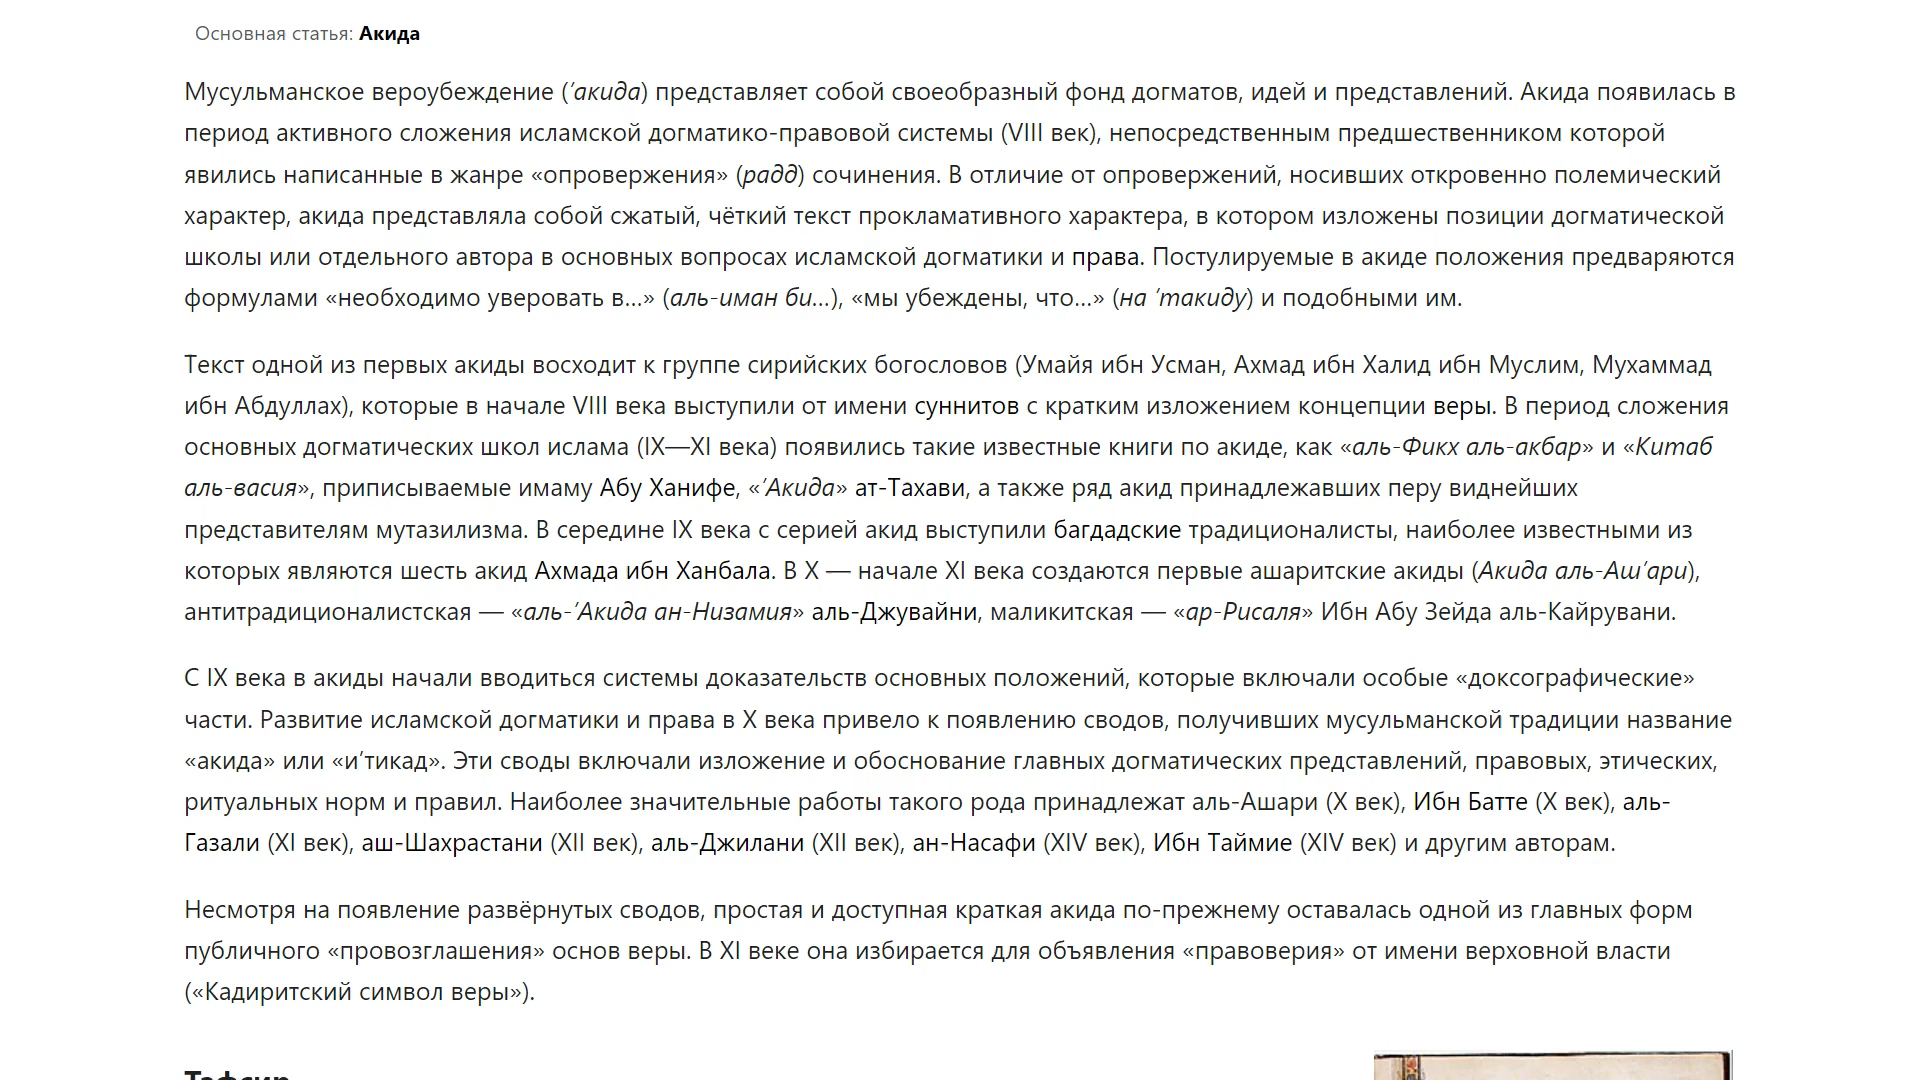 Основная статья: Акида
Мусульманское вероубеждение (ʼакида) представляет собой своеобразный фонд догматов, идей и представлений. Акида появилась в
период активного сложения исламской догматико-правовой системы (VIII век), непосредственным предшественником которой
явились написанные в жанре «опровержения» (радд) сочинения. В отличие от опровержений, носивших откровенно полемический
характер, акида представляла собой сжатый, чёткий текст прокламативного характера, в котором изложены позиции догматической
школы или отдельного автора в основных вопросах исламской догматики и права. Постулируемые в акиде положения предваряются
формулами «необходимо уверовать в…» (аль-иман би…), «мы убеждены, что…» (на ʼтакиду) и подобными им.
Текст одной из первых акиды восходит к группе сирийских богословов (Умайя ибн Усман, Ахмад ибн Халид ибн Муслим, Мухаммад
ибн Абдуллах), которые в начале VIII века выступили от имени суннитов с кратким изложением концепции веры. В период сложения
основных догматических школ ислама (IX—XI века) появились такие известные книги по акиде, как «аль-Фикх аль-акбар» и «Китаб
аль-васия», приписываемые имаму Абу Ханифе, «ʼАкида» ат-Тахави, а также ряд акид принадлежавших перу виднейших
представителям мутазилизма. В середине IX века с серией акид выступили багдадские традиционалисты, наиболее известными из
которых являются шесть акид Ахмада ибн Ханбала. В X — начале XI века создаются первые ашаритские акиды (Акида аль-Ашʼари),
антитрадиционалистская — «аль-ʼАкида ан-Низамия» аль-Джувайни, маликитская — «ар-Рисаля» Ибн Абу Зейда аль-Кайрувани.
С IX века в акиды начали вводиться системы доказательств основных положений, которые включали особые «доксографические»
части. Развитие исламской догматики и права в X века привело к появлению сводов, получивших мусульманской традиции название
«акида» или «иʼтикад». Эти своды включали изложение и обоснование главных догматических представлений, правовых, этических,
ритуальных норм и правил. Наиболее значительные работы такого рода принадлежат аль-Ашари (X век), Ибн Батте (X век), аль-
Газали (XI век), аш-Шахрастани (XII век), аль-Джилани (XII век), ан-Насафи (XIV век), Ибн Таймие (XIV век) и другим авторам.
Несмотря на появление развёрнутых сводов, простая и доступная краткая акида по-прежнему оставалась одной из главных форм
публичного «провозглашения» основ веры. В XI веке она избирается для объявления «правоверия» от имени верховной власти
(«Кадиритский символ веры»).
Тафсир